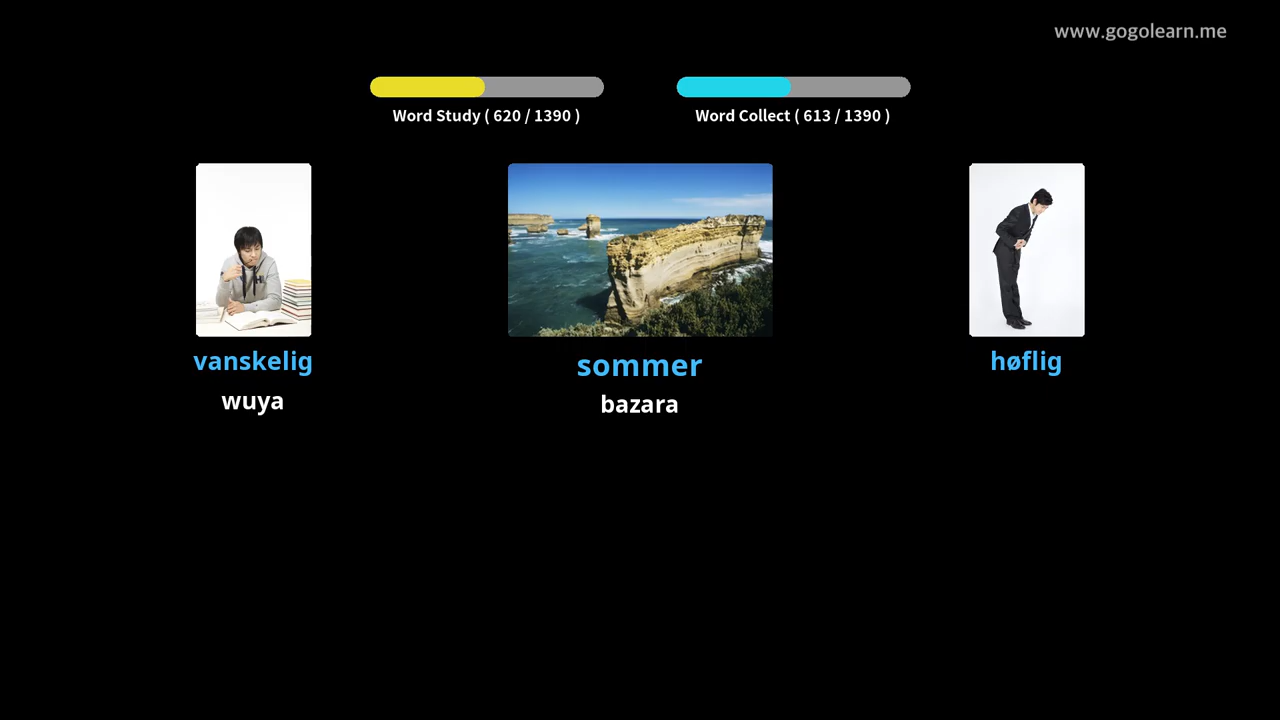 www.gogolearn.me
Word Study ( 620 / 1390 )
Word Collect ( 613 / 1390 )
vanskelig
wuya
sommer
bazara
høflig